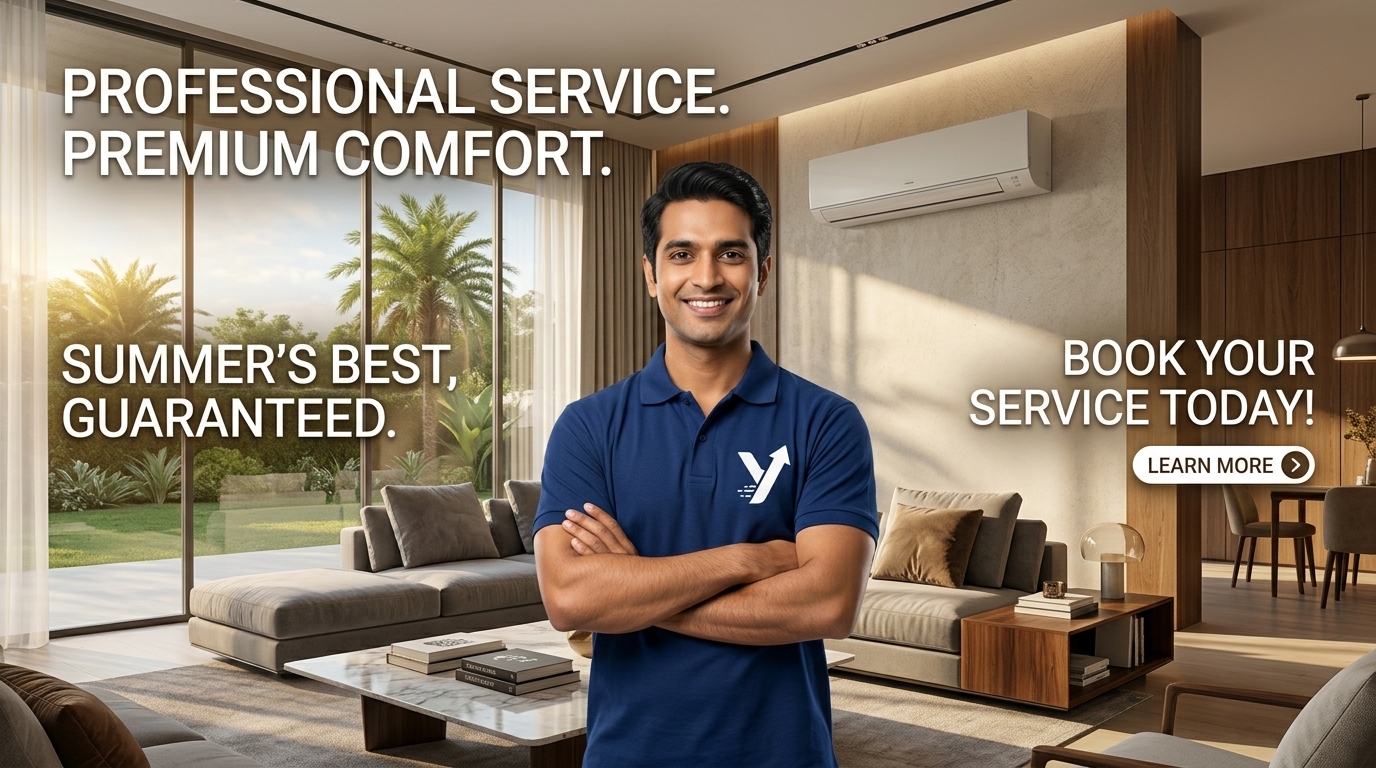 PROFESSIONAL SERVICE.
PREMIUM COMFORT.
SUMMER'S BEST,
GUARANTEED.
BOOK YOUR
SERVICE TODAY!
LEARN MORE
Y